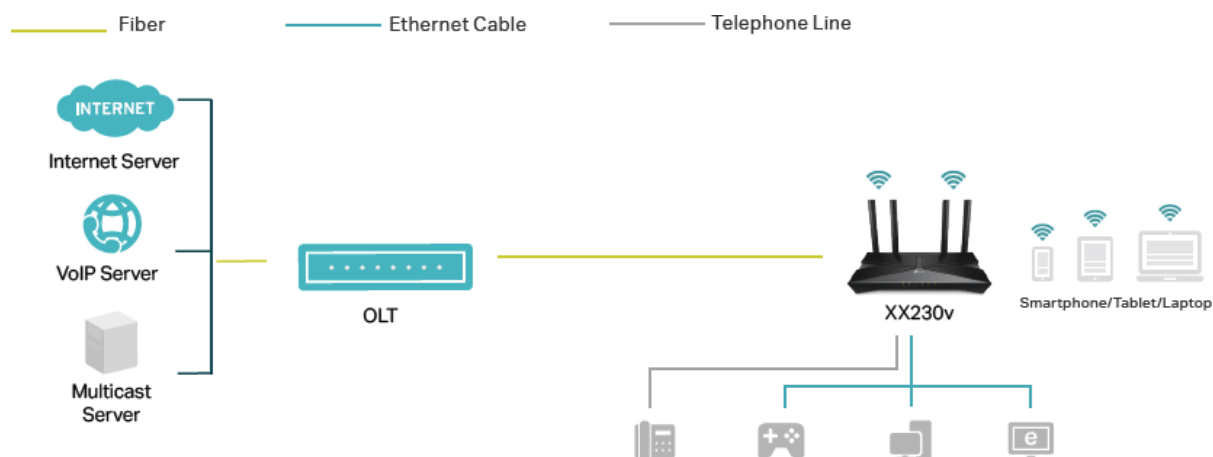 Fiber
Ethernet Cable
Telephone Line
INTERNET
Internet Server
VoIP Server
Multicast
Server
OLT
XX230v
Smartphone/Tablet/Laptop
e